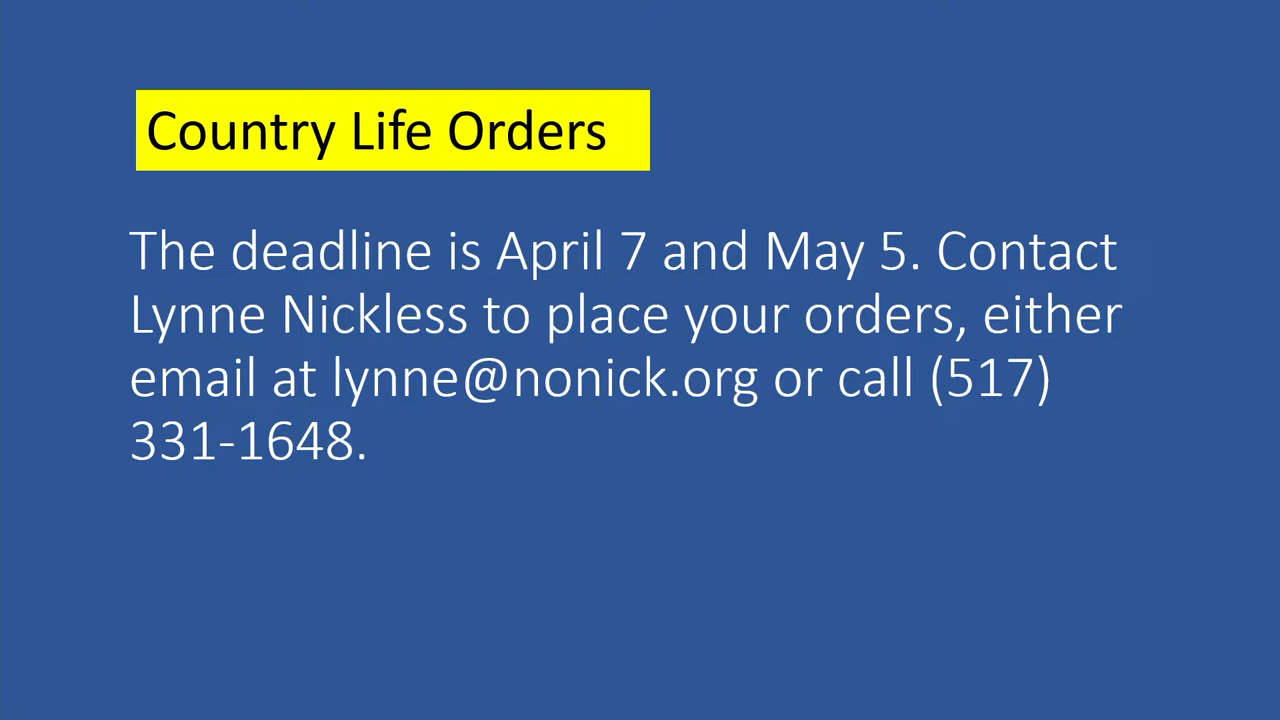 Country Life Orders
The deadline is April 7 and May 5. Contact
Lynne Nickless to place your orders, either
email at lynne@nonick.org or call (517)
331-1648.